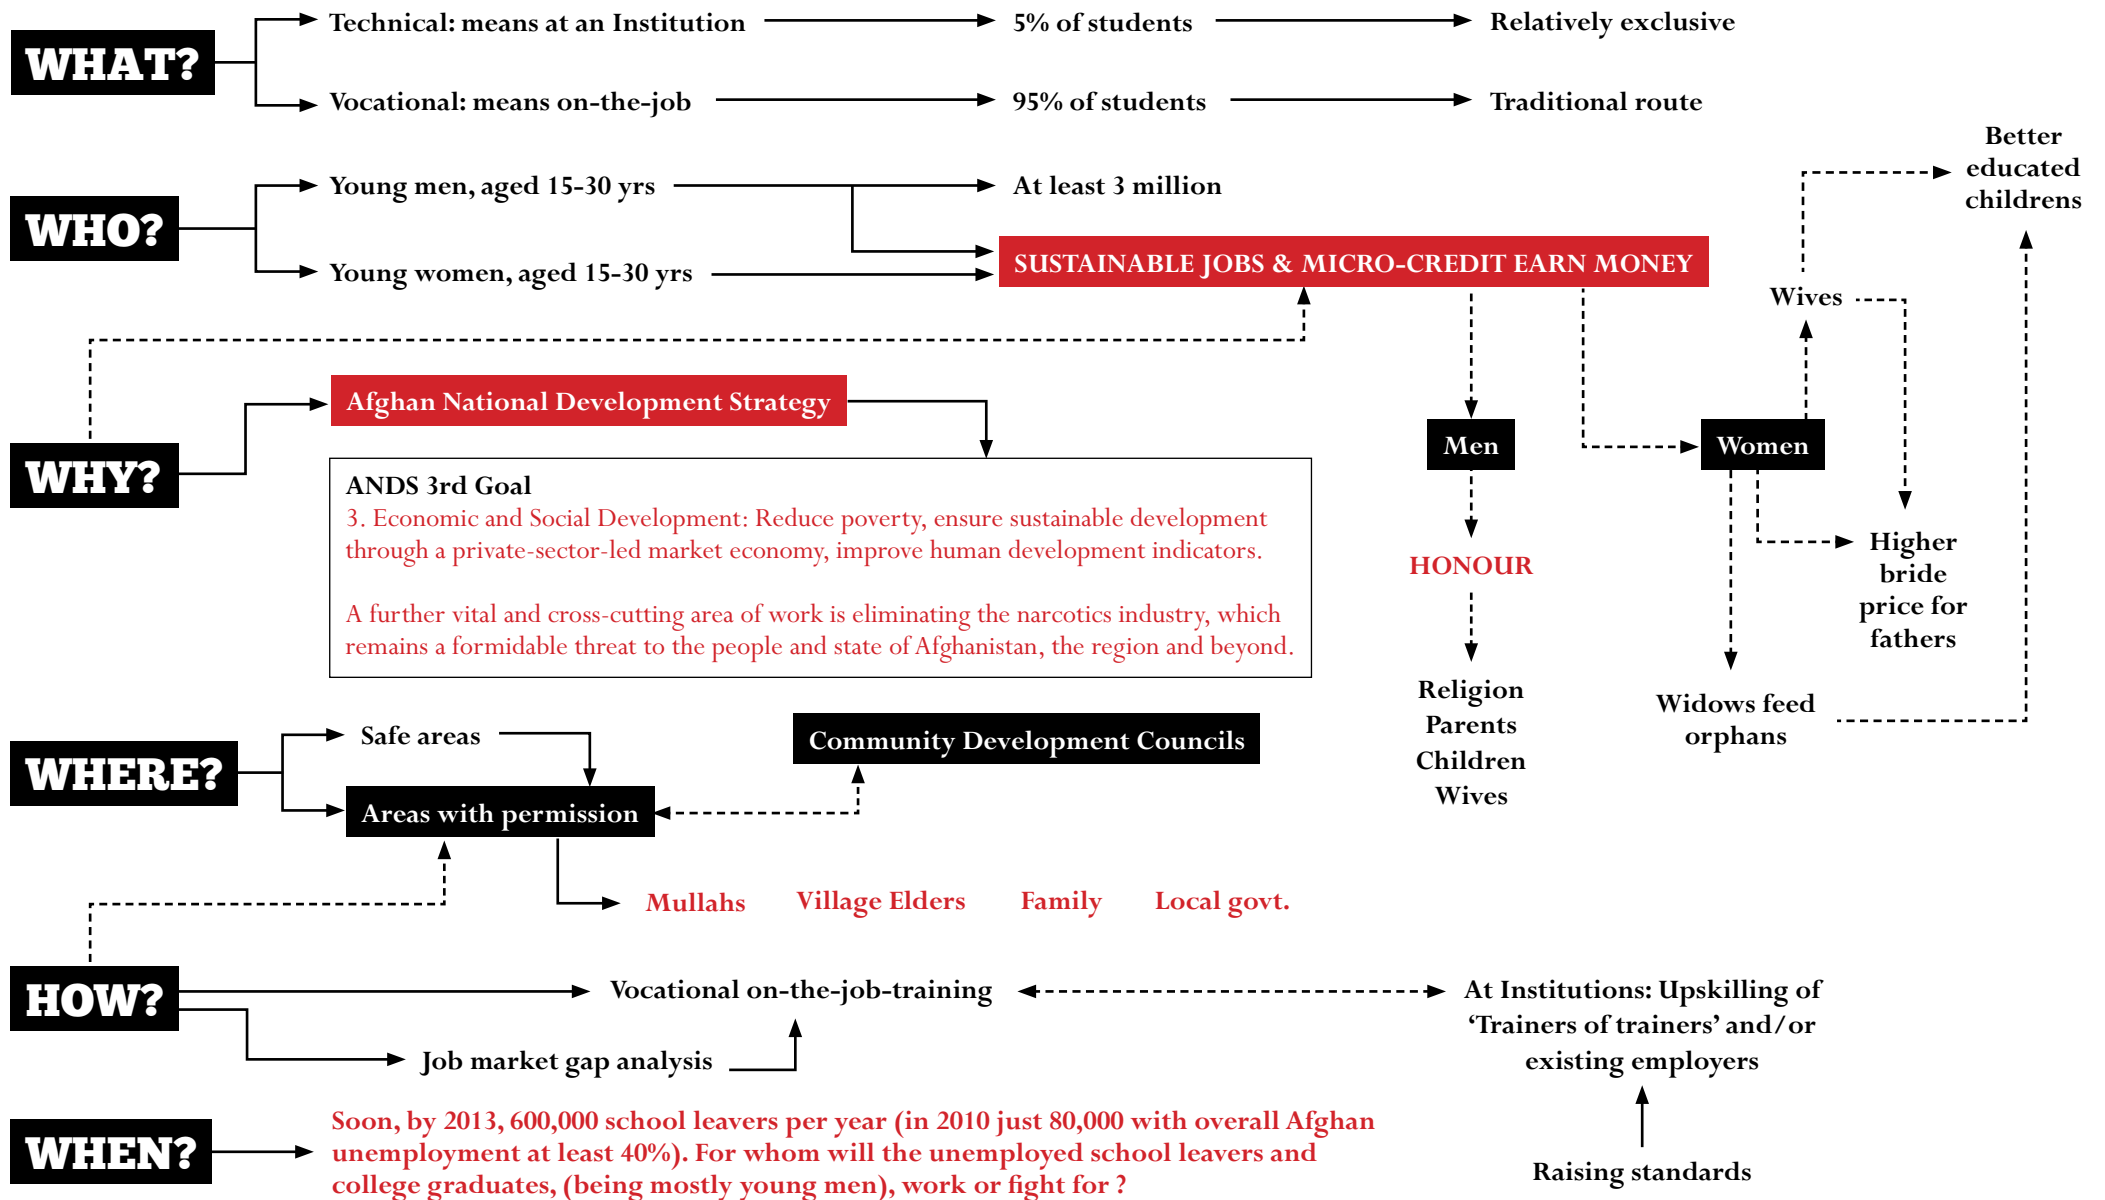 WHAT?
Technical: means at an Institution
5% of students
Relatively exclusive
Vocational: means on-the-job
95% of students
Traditional route
WHO?
Young men, aged 15-30 yrs
At least 3 million
Young women, aged 15-30 yrs
SUSTAINABLE JOBS & MICRO-CREDIT EARN MONEY
Better
educated
childrens
Wives
WHY?
Afghan National Development Strategy
ANDS 3rd Goal
3. Economic and Social Development: Reduce poverty, ensure sustainable development
through a private-sector-led market economy, improve human development indicators.
A further vital and cross-cutting area of work is eliminating the narcotics industry, which
remains a formidable threat to the people and state of Afghanistan, the region and beyond.
Men
HONOUR
Religion
Parents
Children
Wives
Women
Higher
bride
price for
fathers
Widows feed
orphans
WHERE?
Safe areas
Community Development Councils
Areas with permission
Mullahs
Village Elders
Family
Local govt.
HOW?
Vocational on-the-job-training
At Institutions: Upskilling of
‘Trainers of trainers’ and/or
existing employers
Job market gap analysis
Raising standards
WHEN?
Soon, by 2013, 600,000 school leavers per year (in 2010 just 80,000 with overall Afghan
unemployment at least 40%). For whom will the unemployed school leavers and
college graduates, (being mostly young men), work or fight for ?